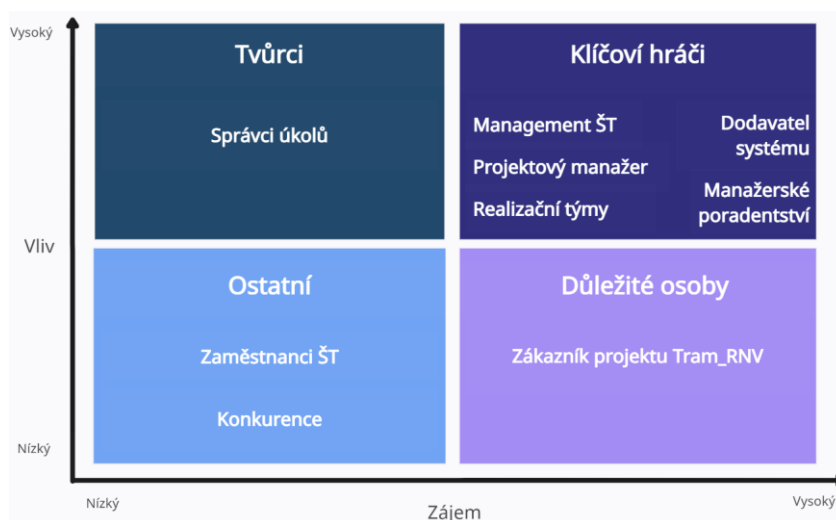 Vysoký
Tvůrci
Správci úkolů
Klíčoví hráči
Management ŠT
Projektový manažer
Realizační týmy
Dodavatel
systému
Manažerské
poradentství
Vliv
Ostatní
Zaměstnanci ŠT
Konkurence
Důležité osoby
Zákazník projektu Tram_RNV
Nízký
Nízký
Zájem
Vysoký